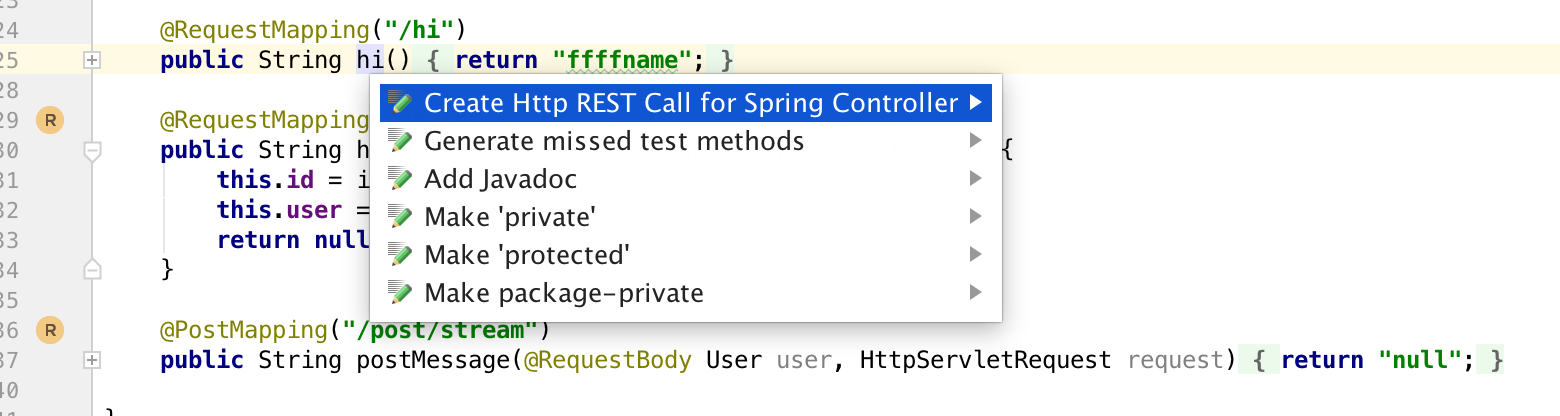 24 @RequestMapping("/hi")
25 public String hi() { return "ffffname"; }
28
Create Http REST Call for Spring Controller
29 R @RequestMapping
Generate missed test methods
30 public String h {
Add Javadoc
31 this.id = i
Make 'private'
32 this.user =
Make 'protected'
33 return null
Make package-private
34 }
35
36 R @PostMapping("/post/stream")
37 public String postMessage(@RequestBody User user, HttpServletRequest request) { return "null"; }
40
}